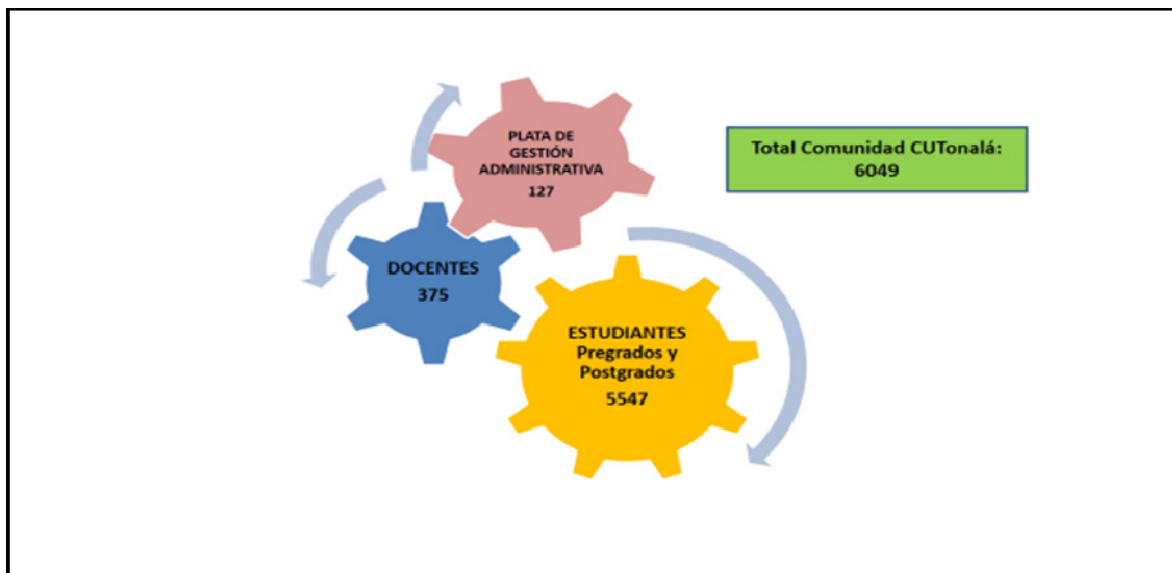 PLATA DE
GESTIÓN
ADMINISTRATIVA
127
Total Comunidad CUTonalá:
6049
DOCENTES
375
ESTUDIANTES
Pregrados y
Postgrados
5547